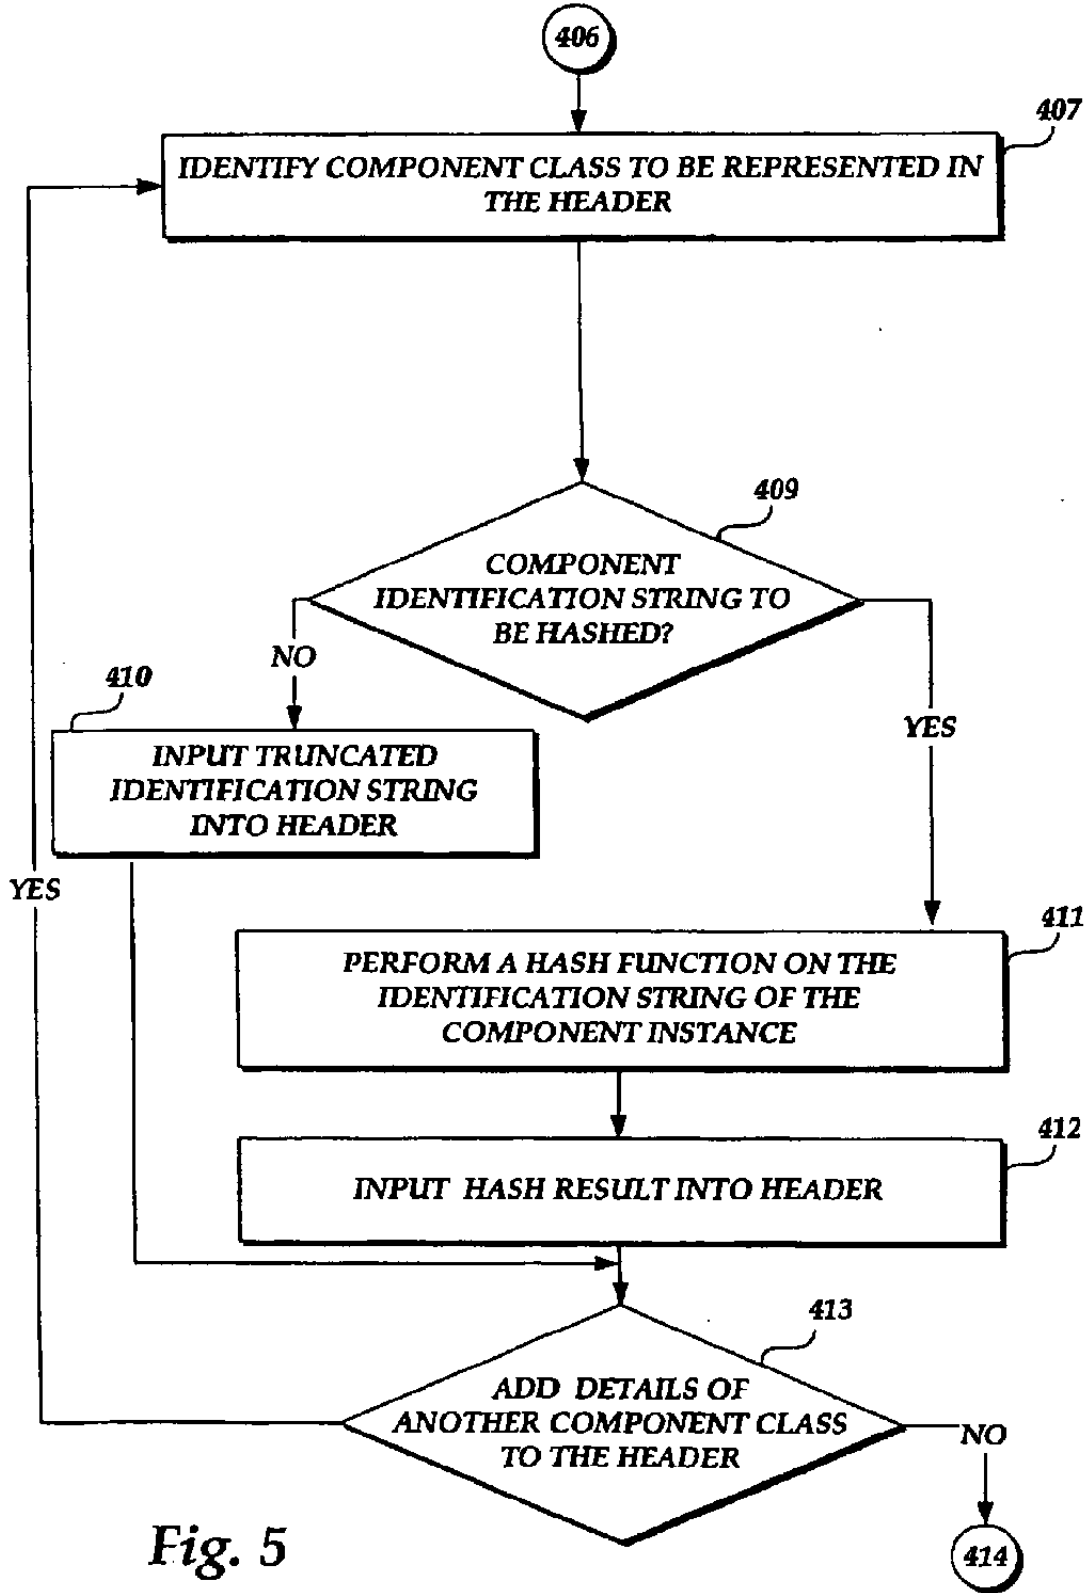 406
407
IDENTIFY COMPONENT CLASS TO BE REPRESENTED IN
THE HEADER
409
COMPONENT
IDENTIFICATION STRING TO
BE HASHED?
NO
410
YES
INPUT TRUNCATED
IDENTIFICATION STRING
INTO HEADER
YES
411
PERFORM A HASH FUNCTION ON THE
IDENTIFICATION STRING OF THE
COMPONENT INSTANCE
412
INPUT HASH RESULT INTO HEADER
413
ADD DETAILS OF
ANOTHER COMPONENT CLASS
TO THE HEADER
NO
414
Fig. 5